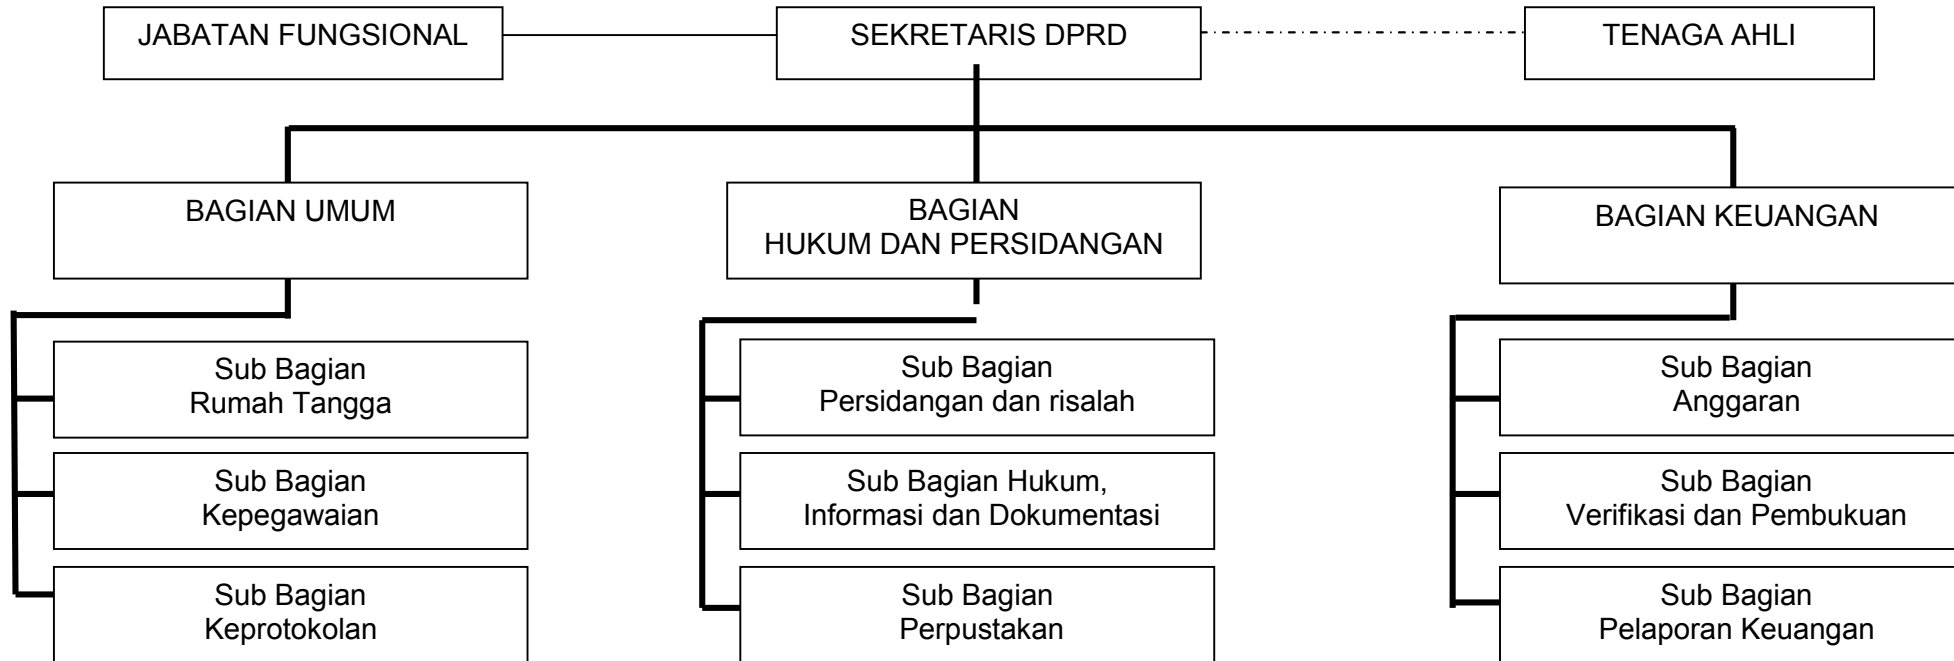 JABATAN FUNGSIONAL
SEKRETARIS DPRD
TENAGA AHLI
BAGIAN UMUM
BAGIAN
HUKUM DAN PERSIDANGAN
BAGIAN KEUANGAN
Sub Bagian
Rumah Tangga
Sub Bagian
Kepegawaian
Sub Bagian
Keprotokolan
Sub Bagian
Persidangan dan risalah
Sub Bagian Hukum,
Informasi dan Dokumentasi
Sub Bagian
Perpustakan
Sub Bagian
Anggaran
Sub Bagian
Verifikasi dan Pembukuan
Sub Bagian
Pelaporan Keuangan